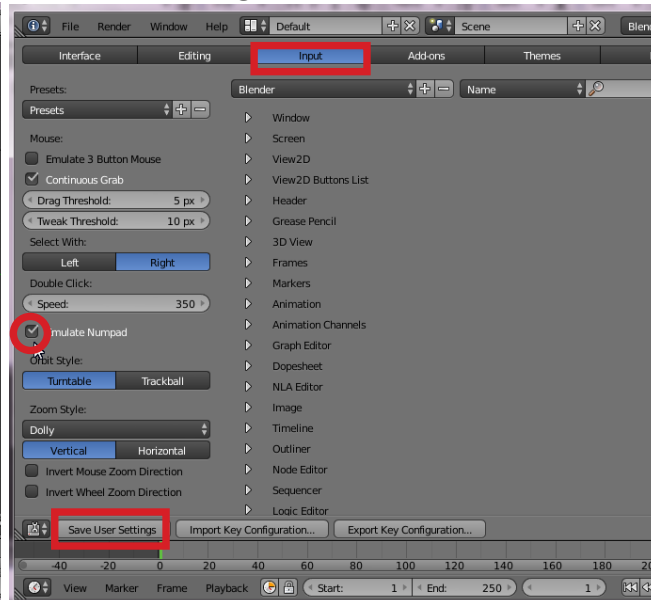 File Render Window Help Default Scene Blen
Interface Editing Input Add-ons Themes
Presets: Blender Name
Presets Window
Mouse: Screen
Emulate 3 Button Mouse View2D
Continuous Grab View2D Buttons List
Drag Threshold: 5 px Header
Tweak Threshold: 10 px Grease Pencil
Select With: 3D View
Left Right Frames
Double Click: Markers
Speed: 350 Animation
mulate Numpad Animation Channels
Graph Editor
Orbit Style: Dopesheet
Turntable Trackball NLA Editor
Zoom Style: Image
Dolly Timeline
Vertical Horizontal Outliner
Invert Mouse Zoom Direction Node Editor
Invert Wheel Zoom Direction Sequencer
Logic Editor
Save User Settings Import Key Configuration... Export Key Configuration...
-40 -20 0 20 40 60 80 100 120 140 160 180 20
View Marker Frame Playback Start: 1 End: 250 1